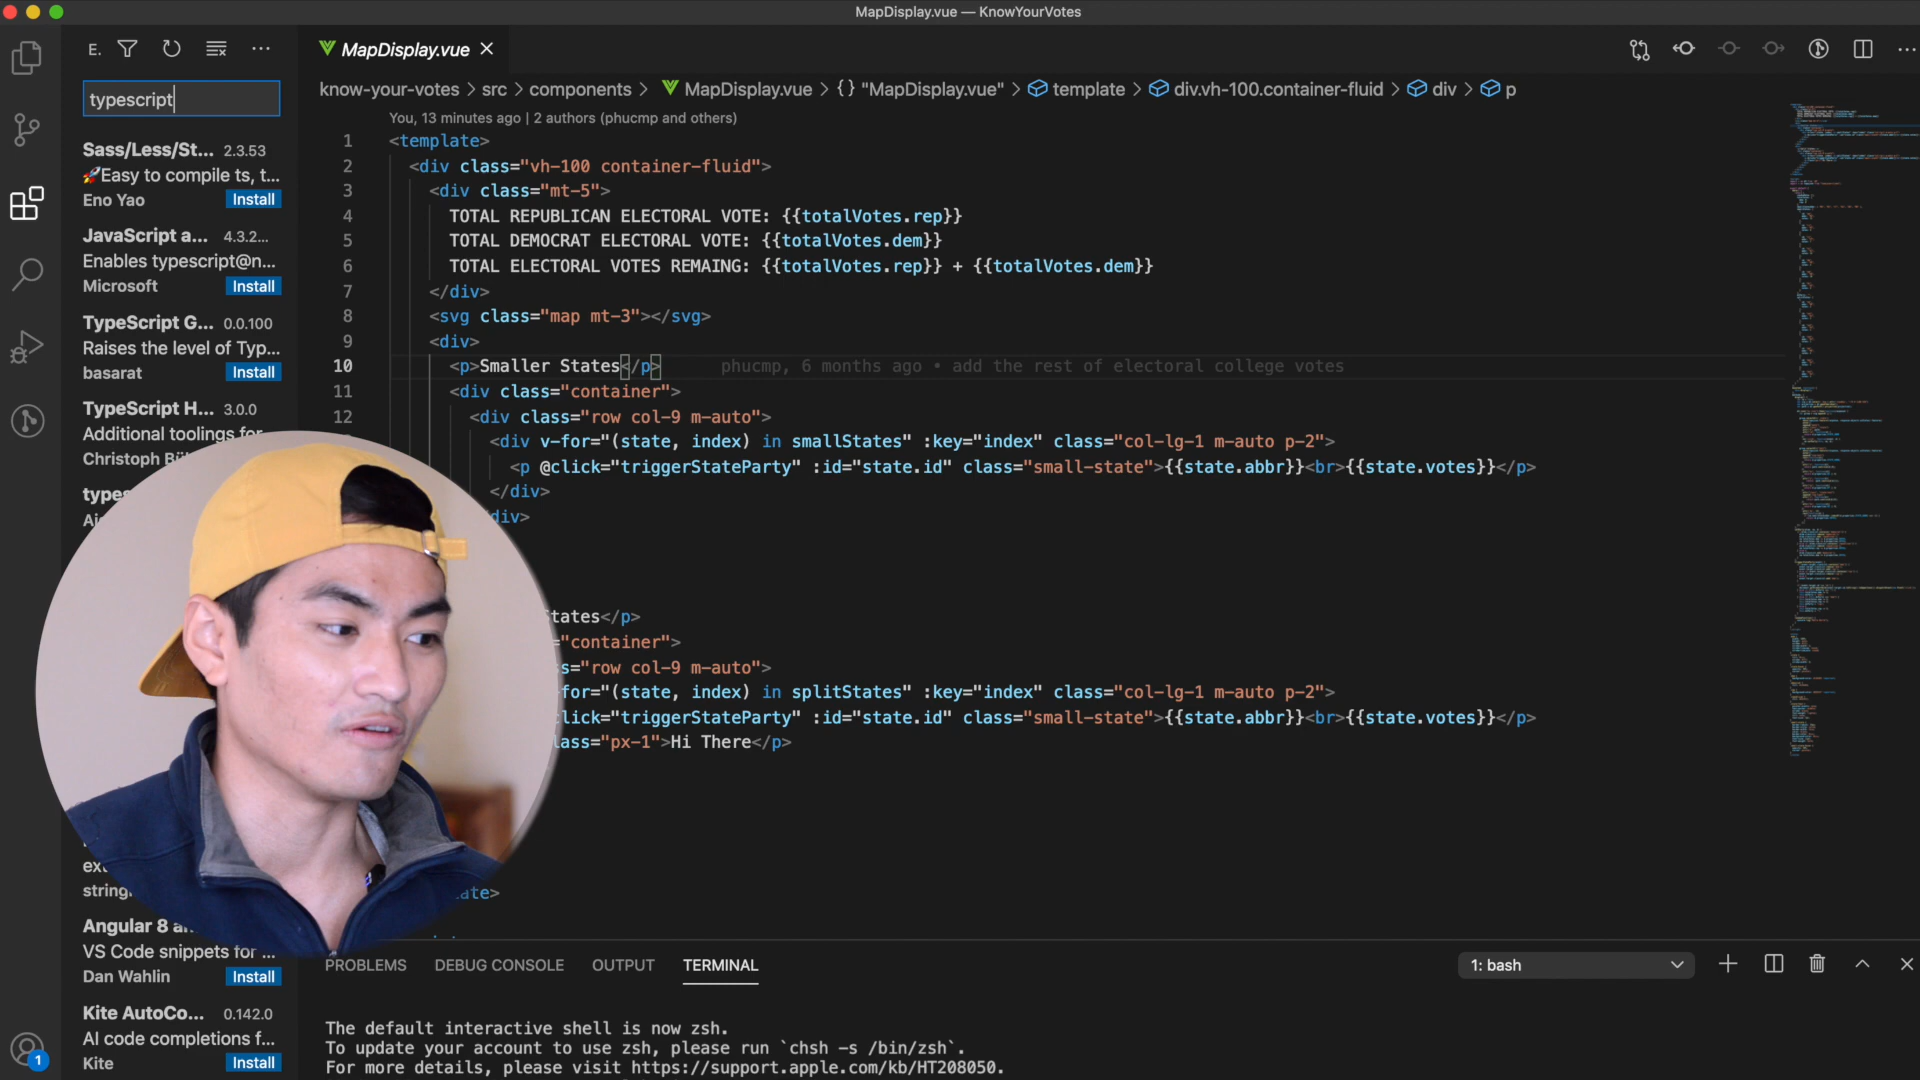 MapDisplay.vue — KnowYourVotes
E.
MapDisplay.vue
typescript
know-your-votes > src > components > MapDisplay.vue > {} "MapDisplay.vue" > template > div.vh-100.container-fluid > div > p
You, 13 minutes ago | 2 authors (phucmp and others)
Sass/Less/St... 2.3.53
🚀Easy to compile ts, t...
Eno Yao Install
JavaScript a... 4.3.2...
Enables typescript@n...
Microsoft Install
TypeScript G... 0.0.100
Raises the level of Typ...
basarat Install
TypeScript H... 3.0.0
Additional toolings for
Christoph
Angular 8
VS Code snippets for ...
Dan Wahlin Install
Kite AutoCo... 0.142.0
AI code completions f...
Kite Install
1
1 <template>
2 <div class="vh-100 container-fluid">
3 <div class="mt-5">
4 TOTAL REPUBLICAN ELECTORAL VOTE: {{totalVotes.rep}}
5 TOTAL DEMOCRAT ELECTORAL VOTE: {{totalVotes.dem}}
6 TOTAL ELECTORAL VOTES REMAING: {{totalVotes.rep}} + {{totalVotes.dem}}
7 </div>
8 <svg class="map mt-3"></svg>
9 <div>
10 <p>Smaller States</p> phucmp, 6 months ago • add the rest of electoral college votes
11 <div class="container">
12 <div class="row col-9 m-auto">
<div v-for="(state, index) in smallStates" :key="index" class="col-lg-1 m-auto p-2">
<p @click="triggerStateParty" :id="state.id" class="small-state">{{state.abbr}}<br>{{state.votes}}</p>
</div>
div>
States</p>
="container">
s="row col-9 m-auto">
-for="(state, index) in splitStates" :key="index" class="col-lg-1 m-auto p-2">
click="triggerStateParty" :id="state.id" class="small-state">{{state.abbr}}<br>{{state.votes}}</p>
lass="px-1">Hi There</p>
ate>
PROBLEMS DEBUG CONSOLE OUTPUT TERMINAL 1: bash
The default interactive shell is now zsh.
To update your account to use zsh, please run `chsh -s /bin/zsh`.
For more details, please visit https://support.apple.com/kb/HT208050.